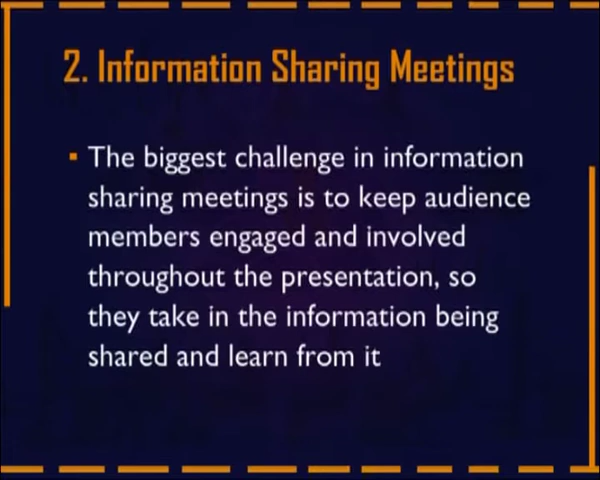 2. Information Sharing Meetings
▪ The biggest challenge in information
sharing meetings is to keep audience
members engaged and involved
throughout the presentation, so
they take in the information being
shared and learn from it